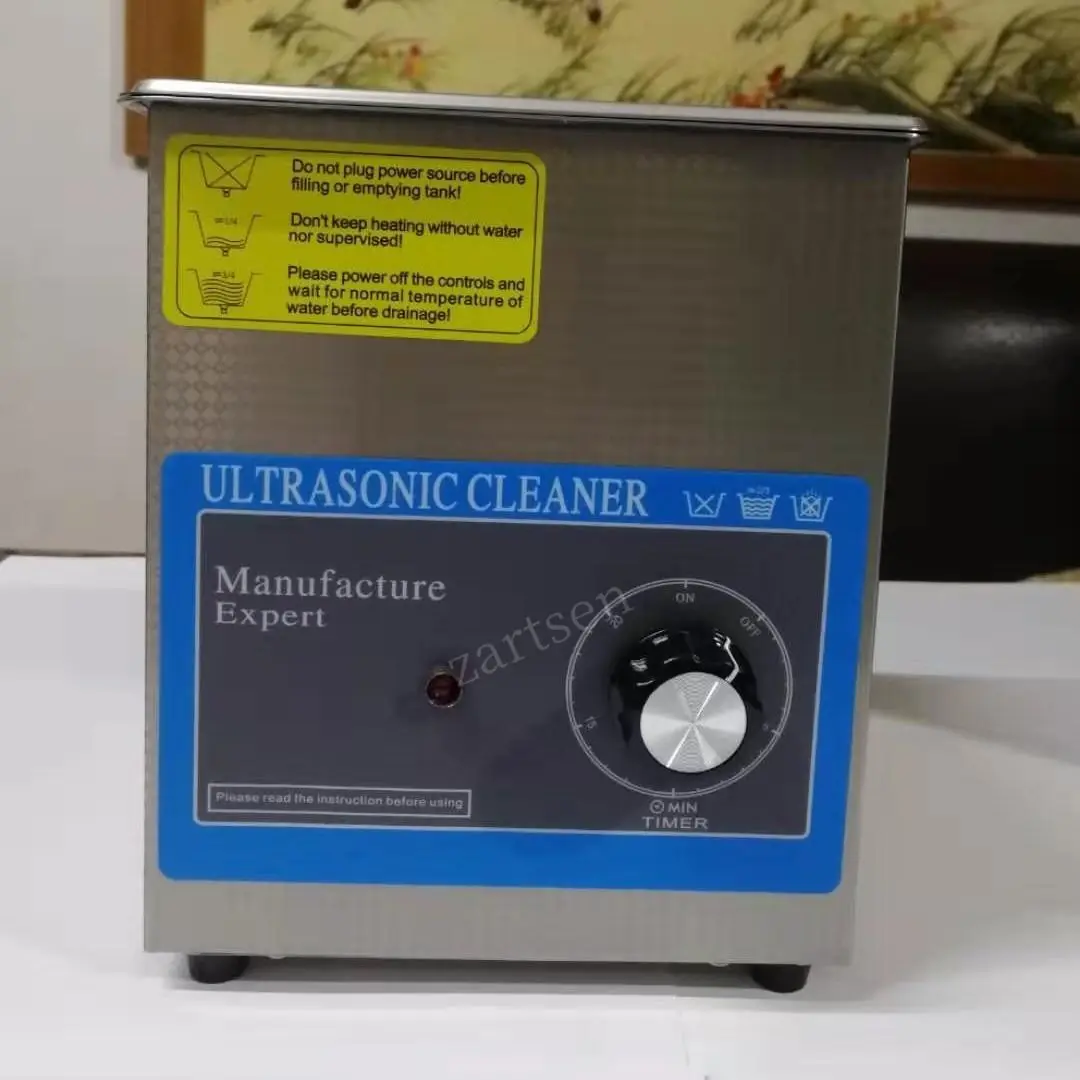 Do not plug power source before
filling or emptying tank!
Don't keep heating without water
nor supervised!
Please power off the controls and
wait for normal temperature of
water before drainage!
ULTRASONIC CLEANER
Manufacture
Expert
zartsen
ON
OFF
20
15
MIN
TIMER
Please read the instruction before using